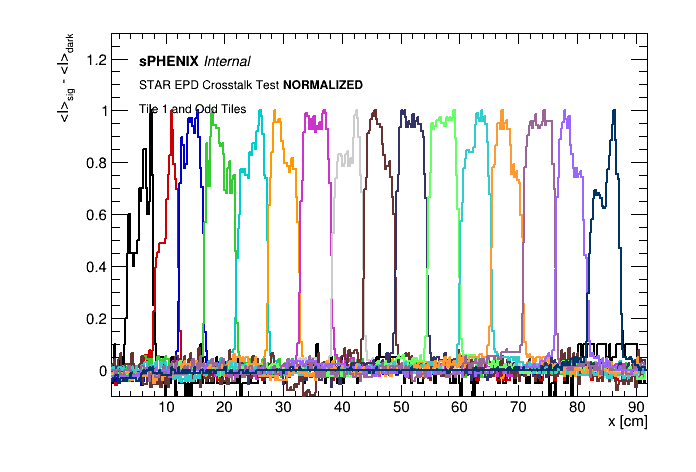 <I>sig - <I>dark
sPHENIX Internal
STAR EPD Crosstalk Test NORMALIZED
Tile 1 and Odd Tiles
1.2
1
0.8
0.6
0.4
0.2
0
10 20 30 40 50 60 70 80 90
x [cm]